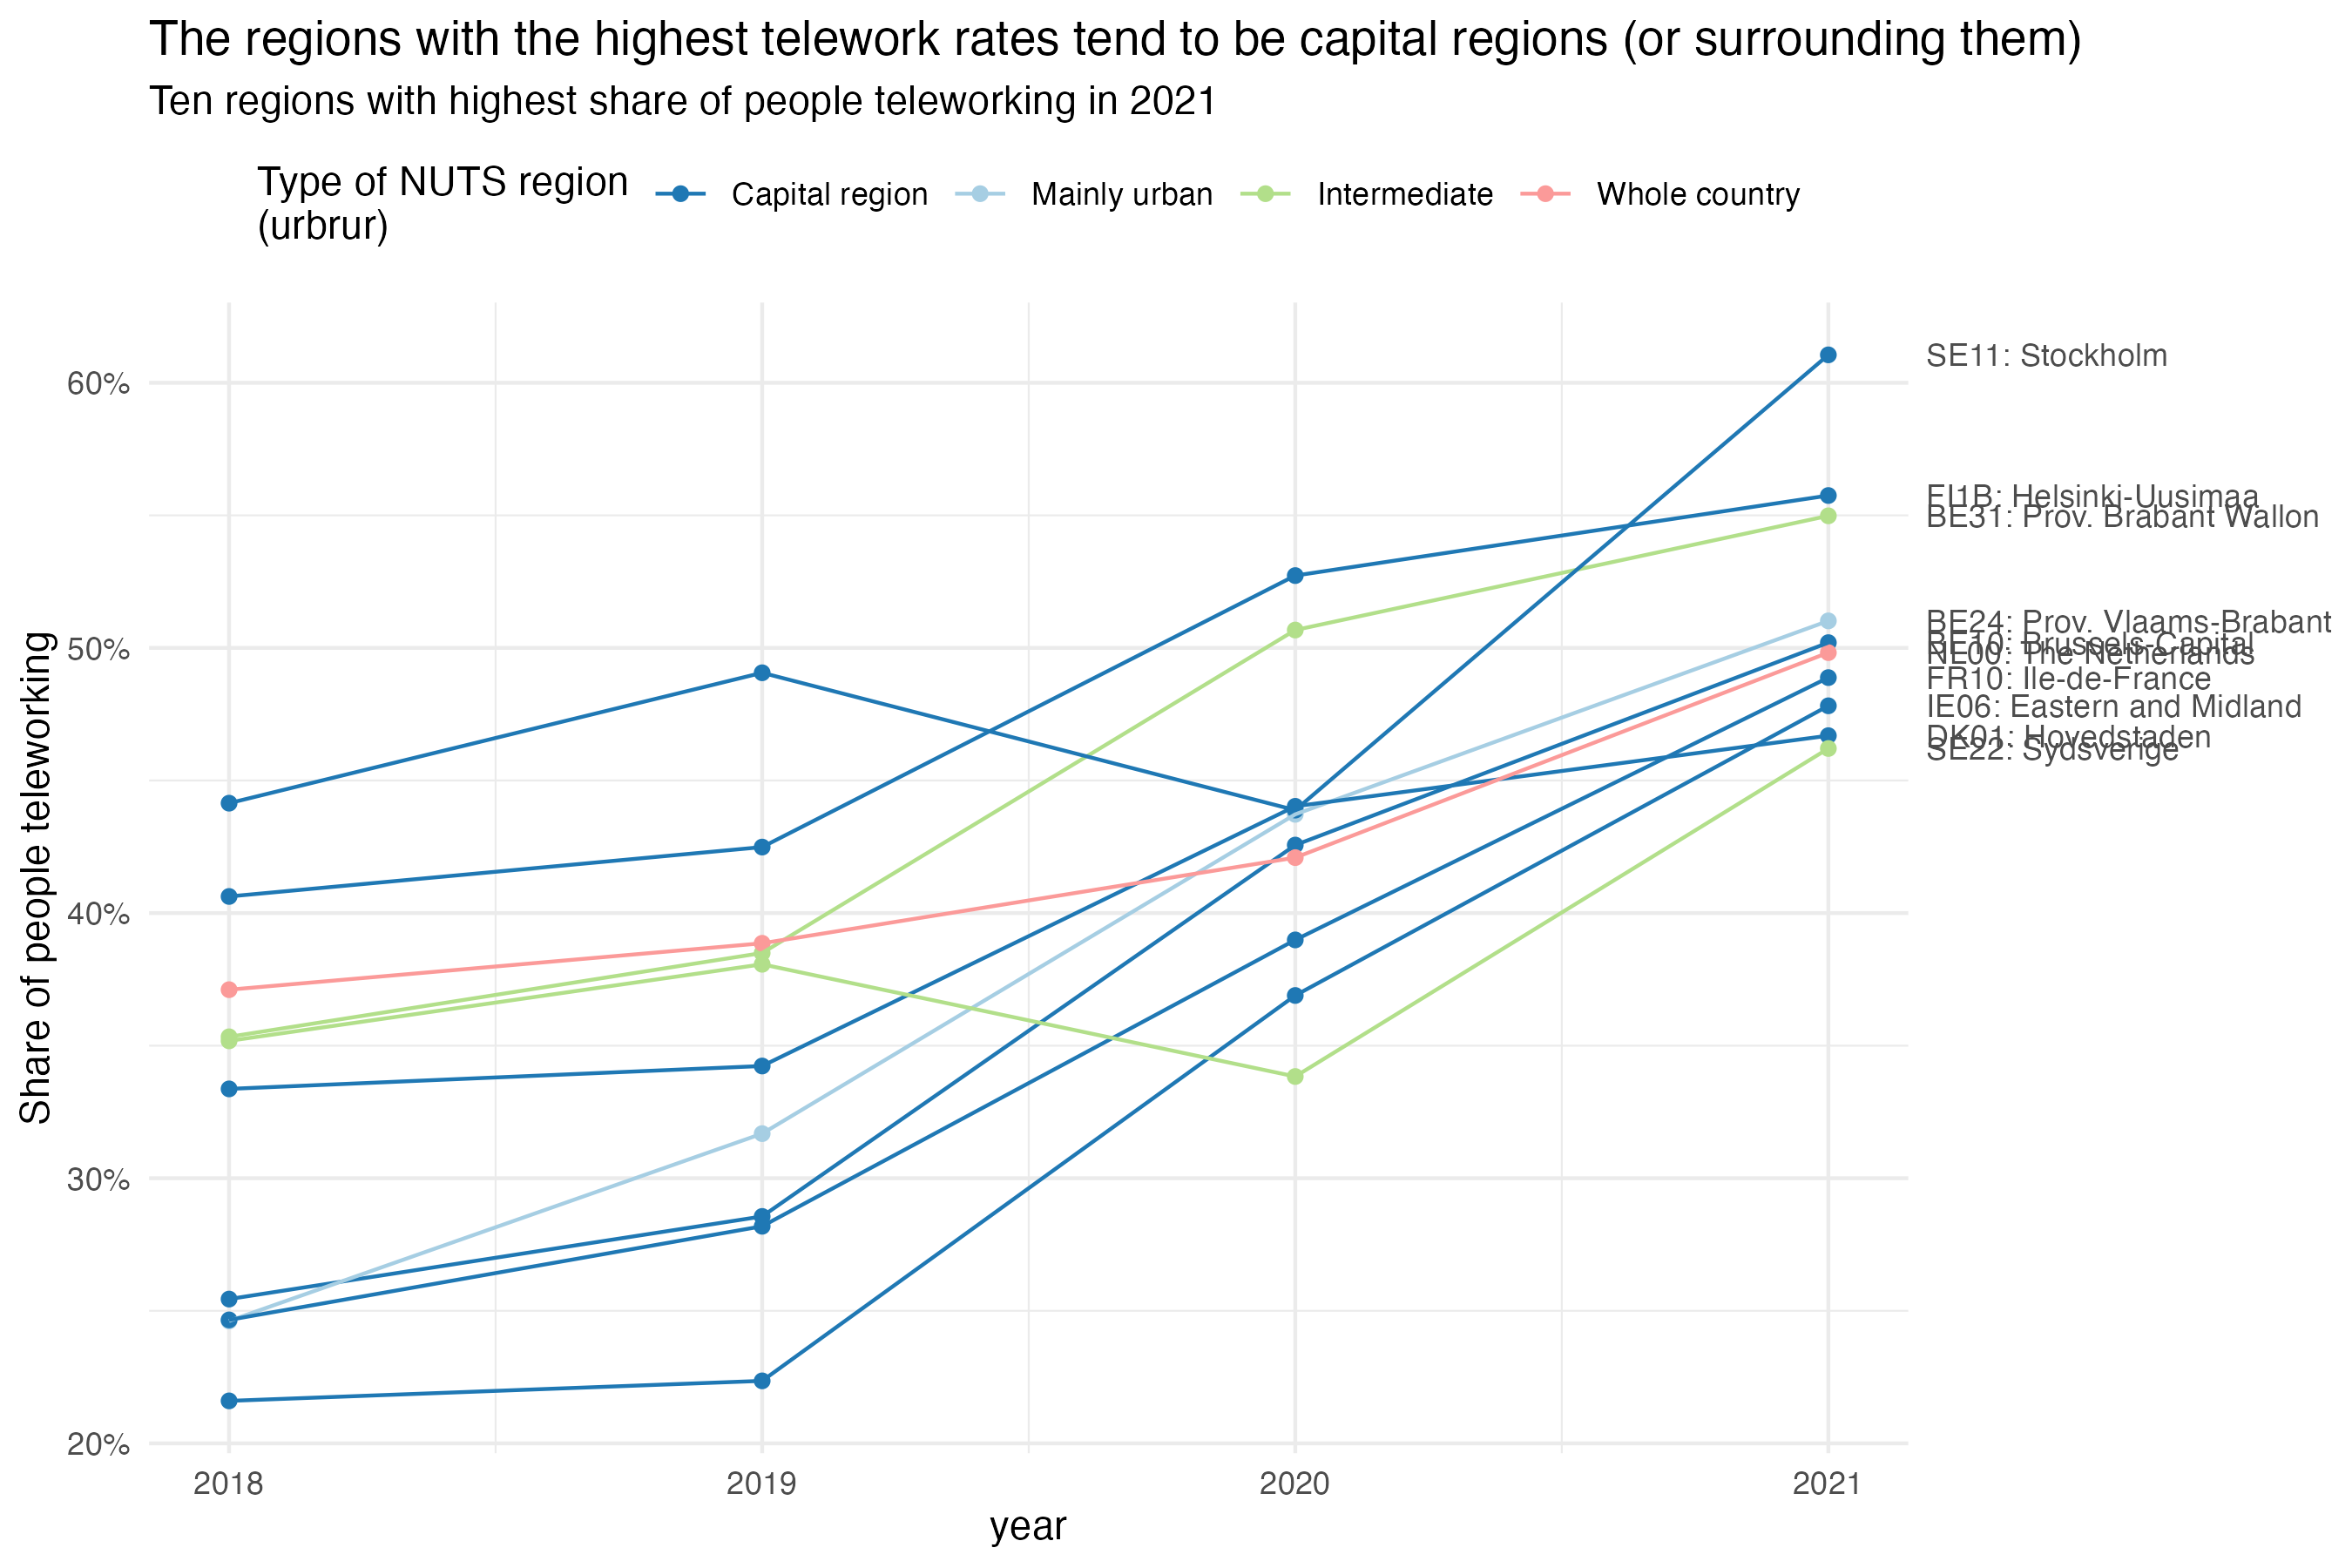 The regions with the highest telework rates tend to be capital regions (or surrounding them)
Ten regions with highest share of people teleworking in 2021
Type of NUTS region
(urbrur)
Capital region
Mainly urban
Intermediate
Whole country
Share of people teleworking
60%
50%
40%
30%
20%
SE11: Stockholm
FI1B: Helsinki-Uusimaa
BE31: Prov. Brabant Wallon
BE24: Prov. Vlaams-Brabant
BE10: Brussels-Capital
NL00: The Netherlands
FR10: Ile-de-France
IE06: Eastern and Midland
DK01: Hovedstaden
SE22: Sydsverige
2018
2019
2020
2021
year